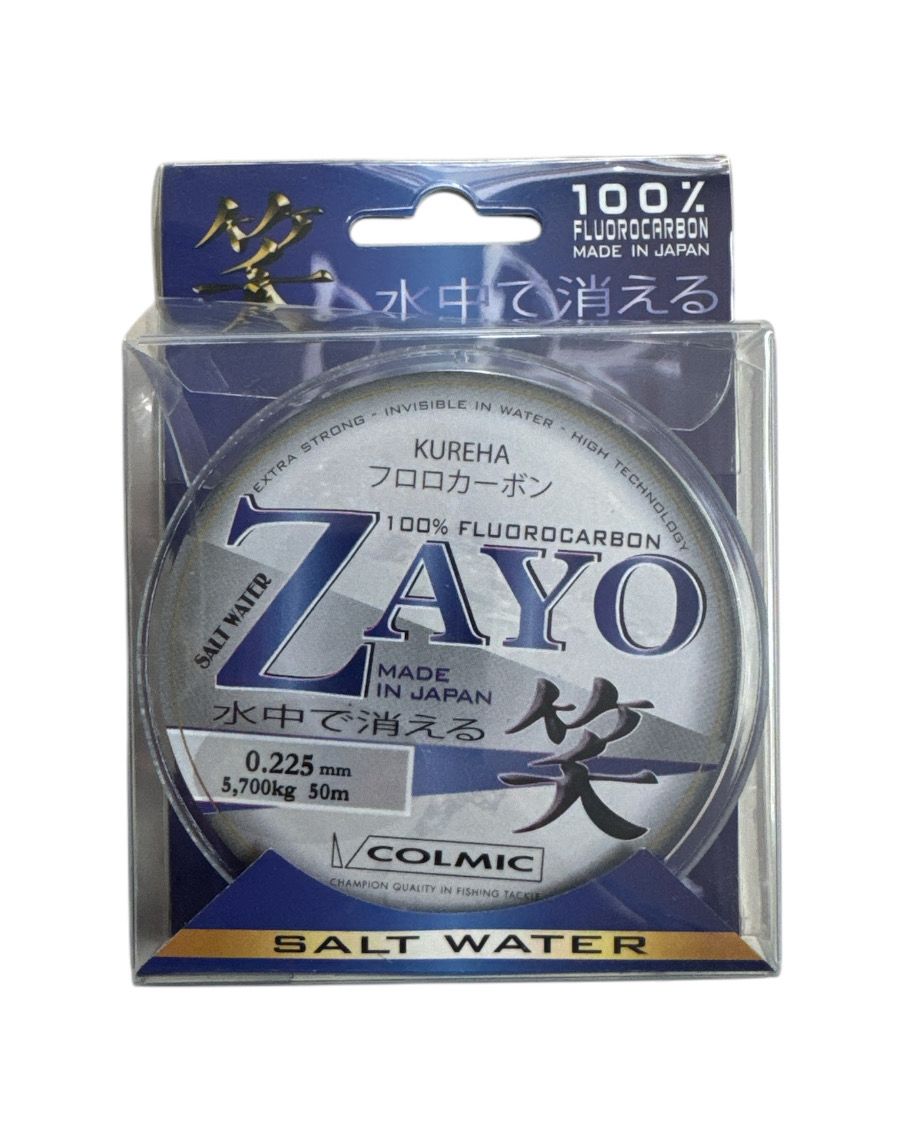 笑
100%
FLUOROCARBON
MADE IN JAPAN
水中で消える
EXTRA STRONG - INVISIBLE IN WATER - HIGH TECHNOLOGY
KUREHA
フロロカーボン
100% FLUOROCARBON
ZAYO
SALT WATER
MADE
IN JAPAN
水中で消える
笑
0.225 mm
5,700kg 50m
COLMIC
CHAMPION QUALITY IN FISHING TACKLE
SALT WATER